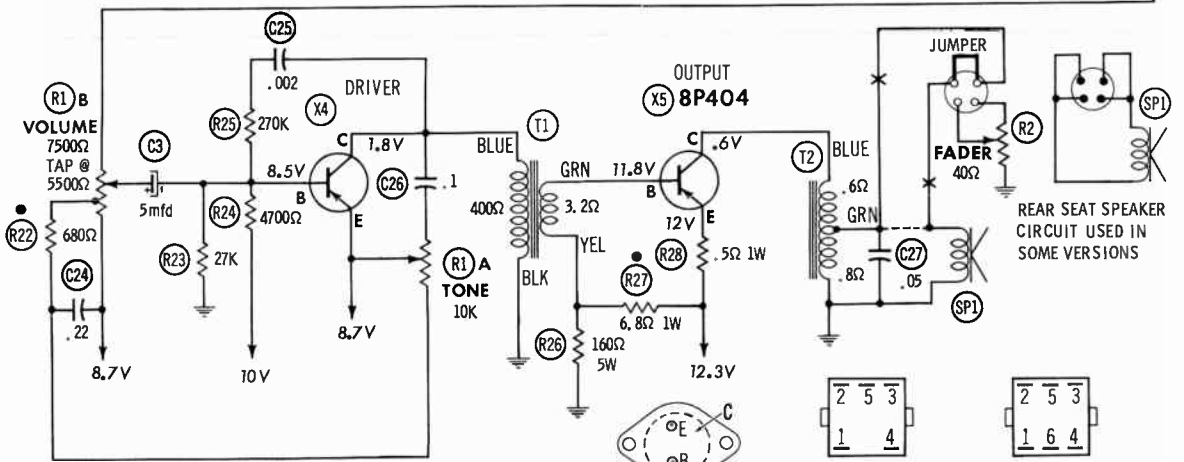 C25
.002
DRIVER
X4
R1 B
VOLUME
7500Ω
TAP @
5500Ω
C3
5mfd
R25
270K
8.5V
B
C
1.8V
E
C26
.1
R22
680Ω
C24
.22
8.7V
R23
27K
R24
4700Ω
10V
8.7V
R1 A
TONE
10K
T1
BLUE
400Ω
BLK
GRN
3.2Ω
YEL
OUTPUT
X5 8P404
11.8V
B
C
.6V
12V
E
R28
.5Ω 1W
R27
6.8Ω 1W
R26
160Ω
5W
12.3V
T2
BLUE
.6Ω
GRN
.8Ω
C27
.05
JUMPER
FADER
40Ω
R2
SP1
SP1
REAR SEAT SPEAKER
CIRCUIT USED IN
SOME VERSIONS
C
E
B
2 5 3
1 4
2 5 3
1 6 4